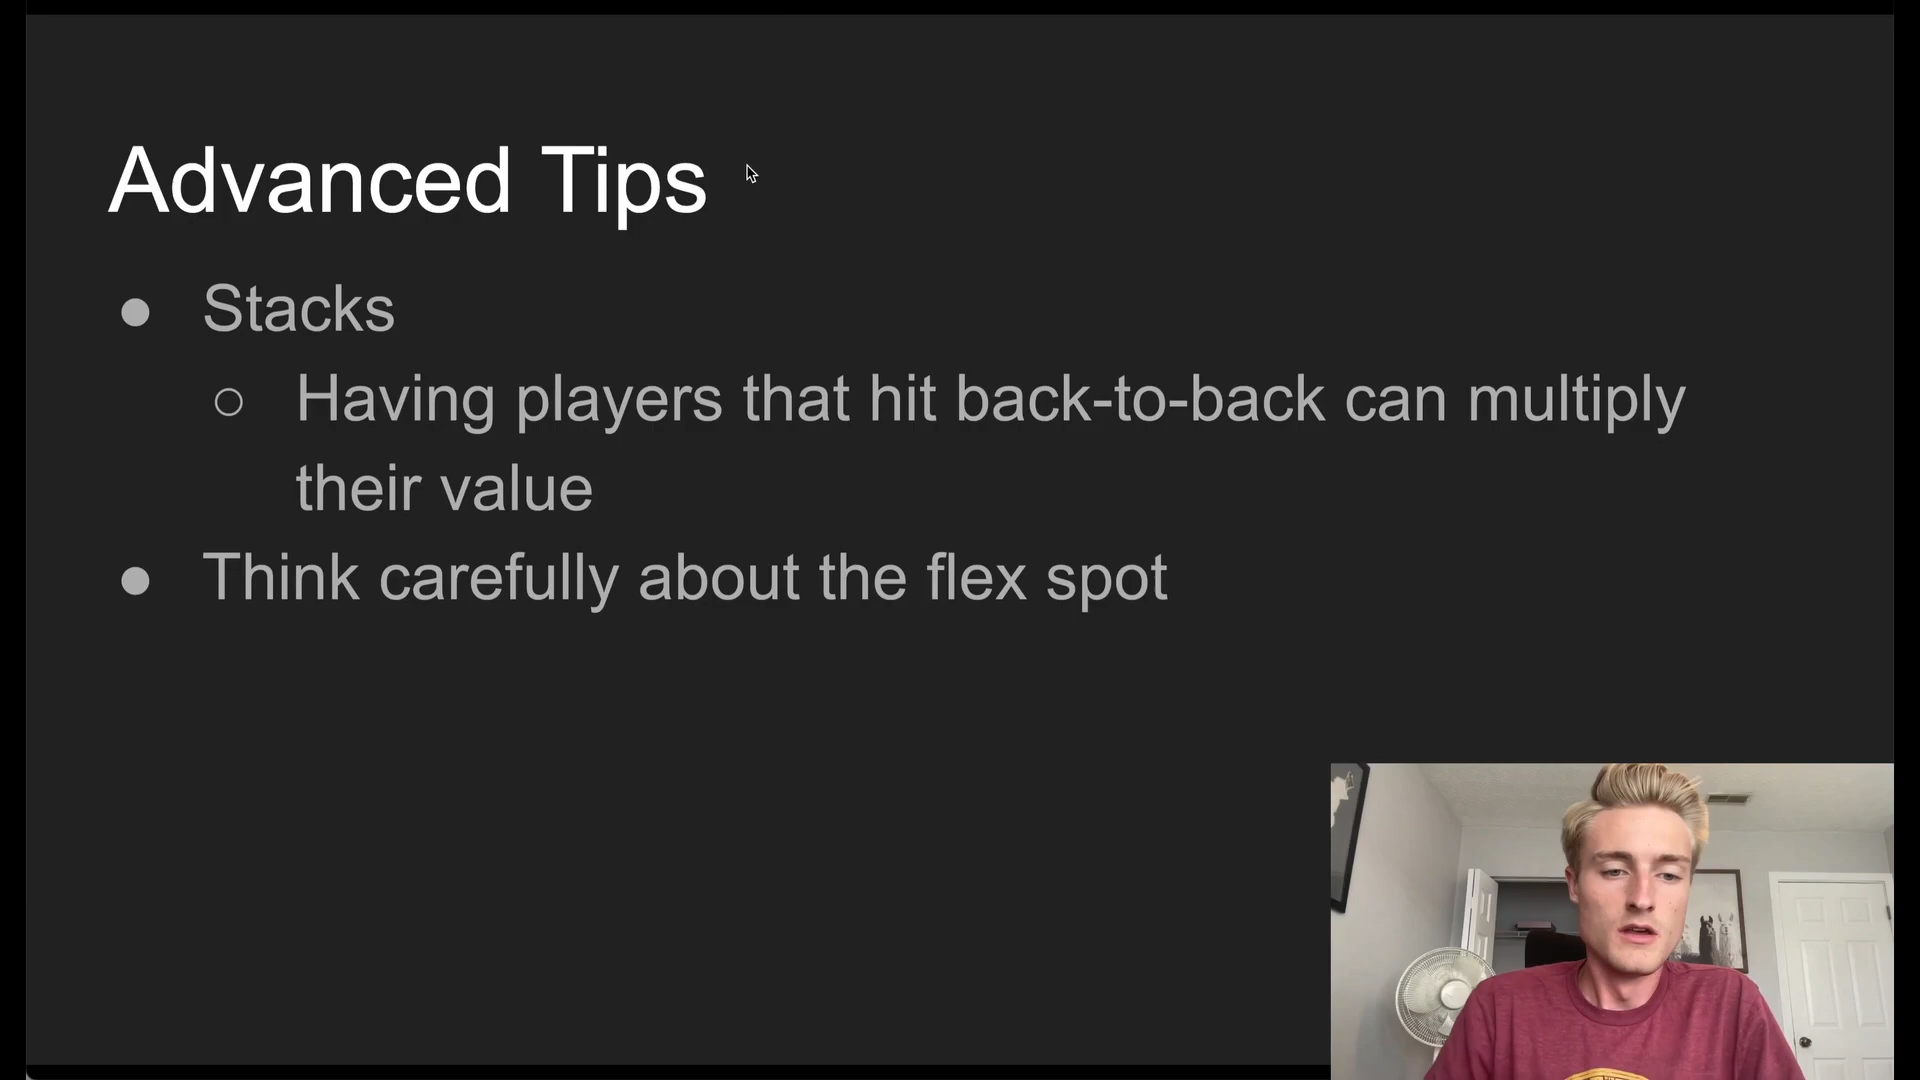 Advanced Tips
● Stacks
○ Having players that hit back-to-back can multiply
their value
● Think carefully about the flex spot